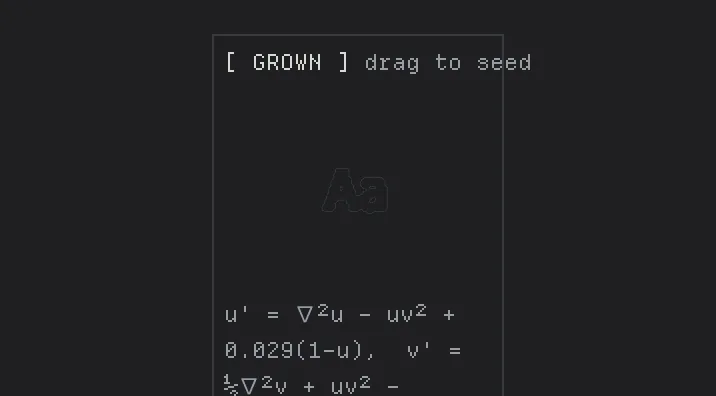 [ GROWN ] drag to seed
Aa
u' = ∇²u - uv² +
0.029(1-u),  v' =
½∇²v + uv² -